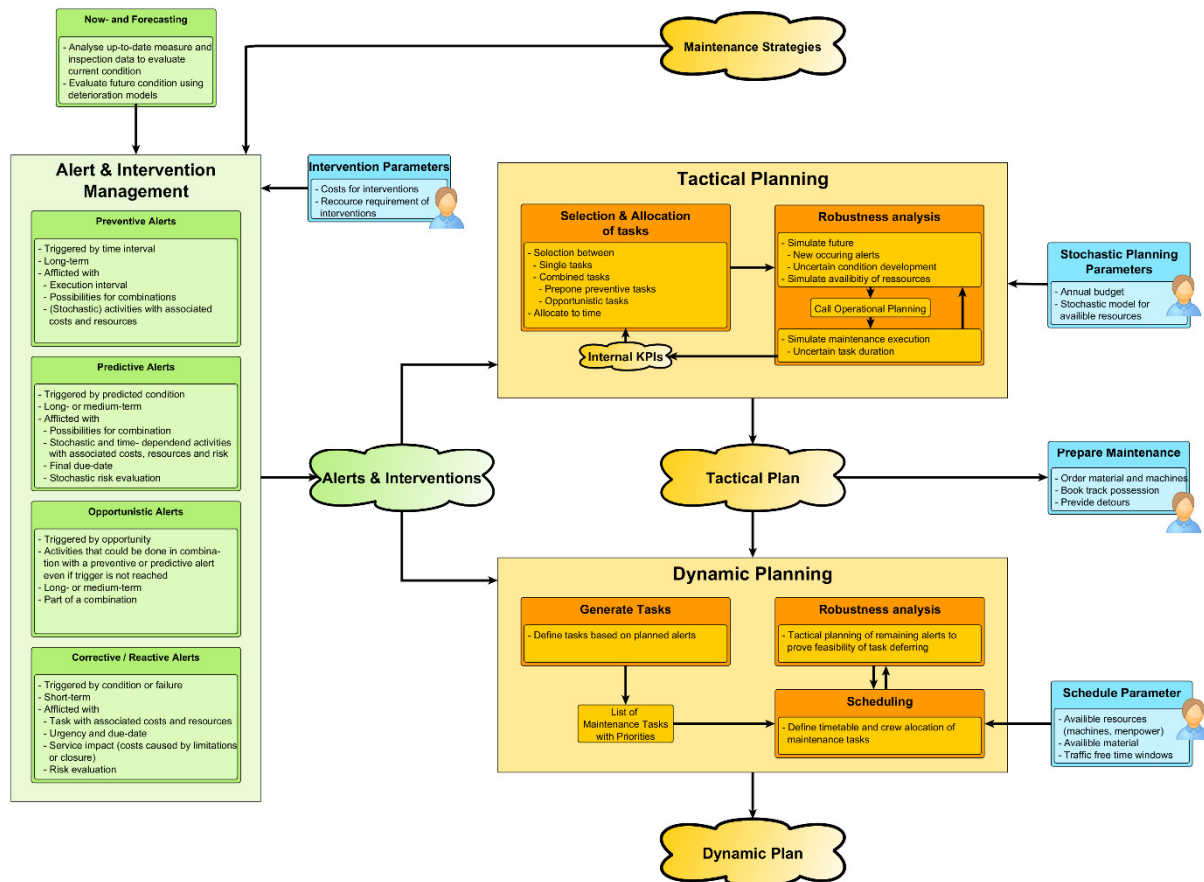 Now- and Forecasting
- Analyse up-to-date measure and
inspection data to evaluate
current condition
- Evaluate future condition using
deterioration models
Maintenance Strategies
Alert & Intervention
Management
Preventive Alerts
- Triggered by time interval
- Long-term
- Afflicted with
- Execution interval
- Possibilities for combinations
- (Stochastic) activities with associated
costs and resources
Predictive Alerts
- Triggered by predicted condition
- Long- or medium-term
- Afflicted with
- Possibilities for combination
- Stochastic and time- dependend activities
with associated costs, resources and risk
- Final due-date
- Stochastic risk evaluation
Opportunistic Alerts
- Triggered by opportunity
- Activities that could be done in combina-
tion with a preventive or predictive alert
even if trigger is not reached
- Long- or medium-term
- Part of a combination
Corrective / Reactive Alerts
- Triggered by condition or failure
- Short-term
- Afflicted with
- Task with associated costs and resources
- Urgency and due-date
- Service impact (costs caused by limitations
or closure)
- Risk evaluation
Intervention Parameters
- Costs for interventions
- Recource requirement of
interventions
Alerts & Interventions
Tactical Planning
Selection & Allocation
of tasks
- Selection between
- Single tasks
- Combined tasks
- Prepone preventive tasks
- Opportunistic tasks
- Allocate to time
Internal KPIs
Robustness analysis
- Simulate future
- New occuring alerts
- Uncertain condition development
- Simulate availibitiy of ressources
Call Operational Planning
- Simulate maintenance execution
- Uncertain task duration
Stochastic Planning
Parameters
- Annual budget
- Stochastic model for
availible resources
Tactical Plan
Prepare Maintenance
- Order material and machines
- Book track possession
- Previde detours
Dynamic Planning
Generate Tasks
- Define tasks based on planned alerts
List of
Maintenance Tasks
with Priorities
Robustness analysis
- Tactical planning of remaining alerts to
prove feasibility of task deferring
Scheduling
- Define timetable and crew alocation of
maintenance tasks
Schedule Parameter
- Availible resources
(machines, menpower)
- Availible material
- Traffic free time windows
Dynamic Plan